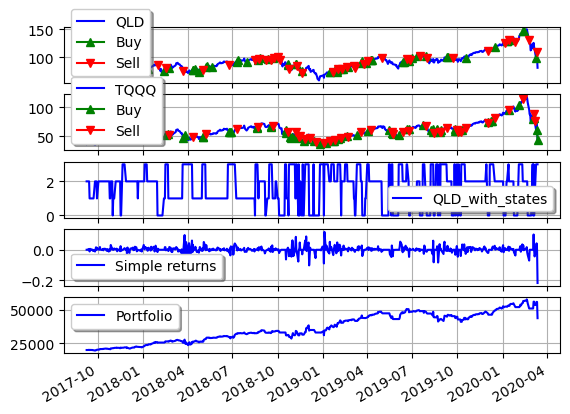 150
QLD
Buy
100
Sell
TQQQ
100
Buy
Sell
50
2
QLD_with_states
0
0.0
Simple returns
−0.2
50000
Portfolio
25000
2017-10
2018-01
2018-04
2018-07
2018-10
2019-01
2019-04
2019-07
2019-10
2020-01
2020-04